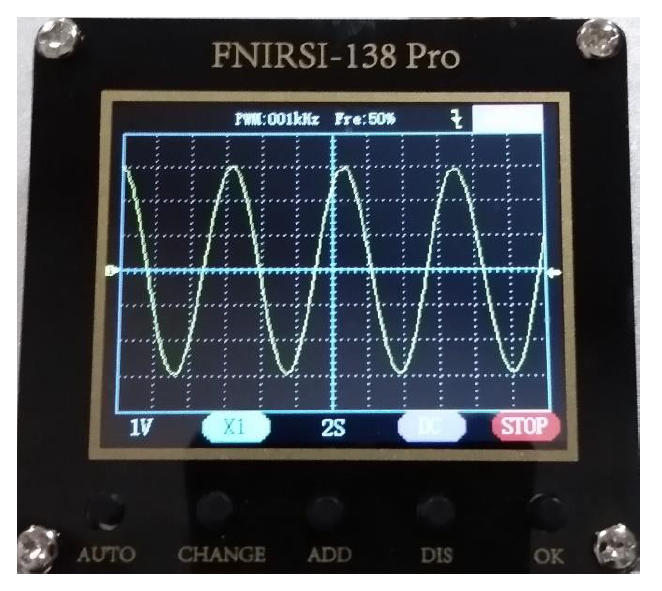 FNIRSI-138 Pro
PWM:001kHz Fre:50%
1V X1 2S DC STOP
AUTO CHANGE ADD DIS OK